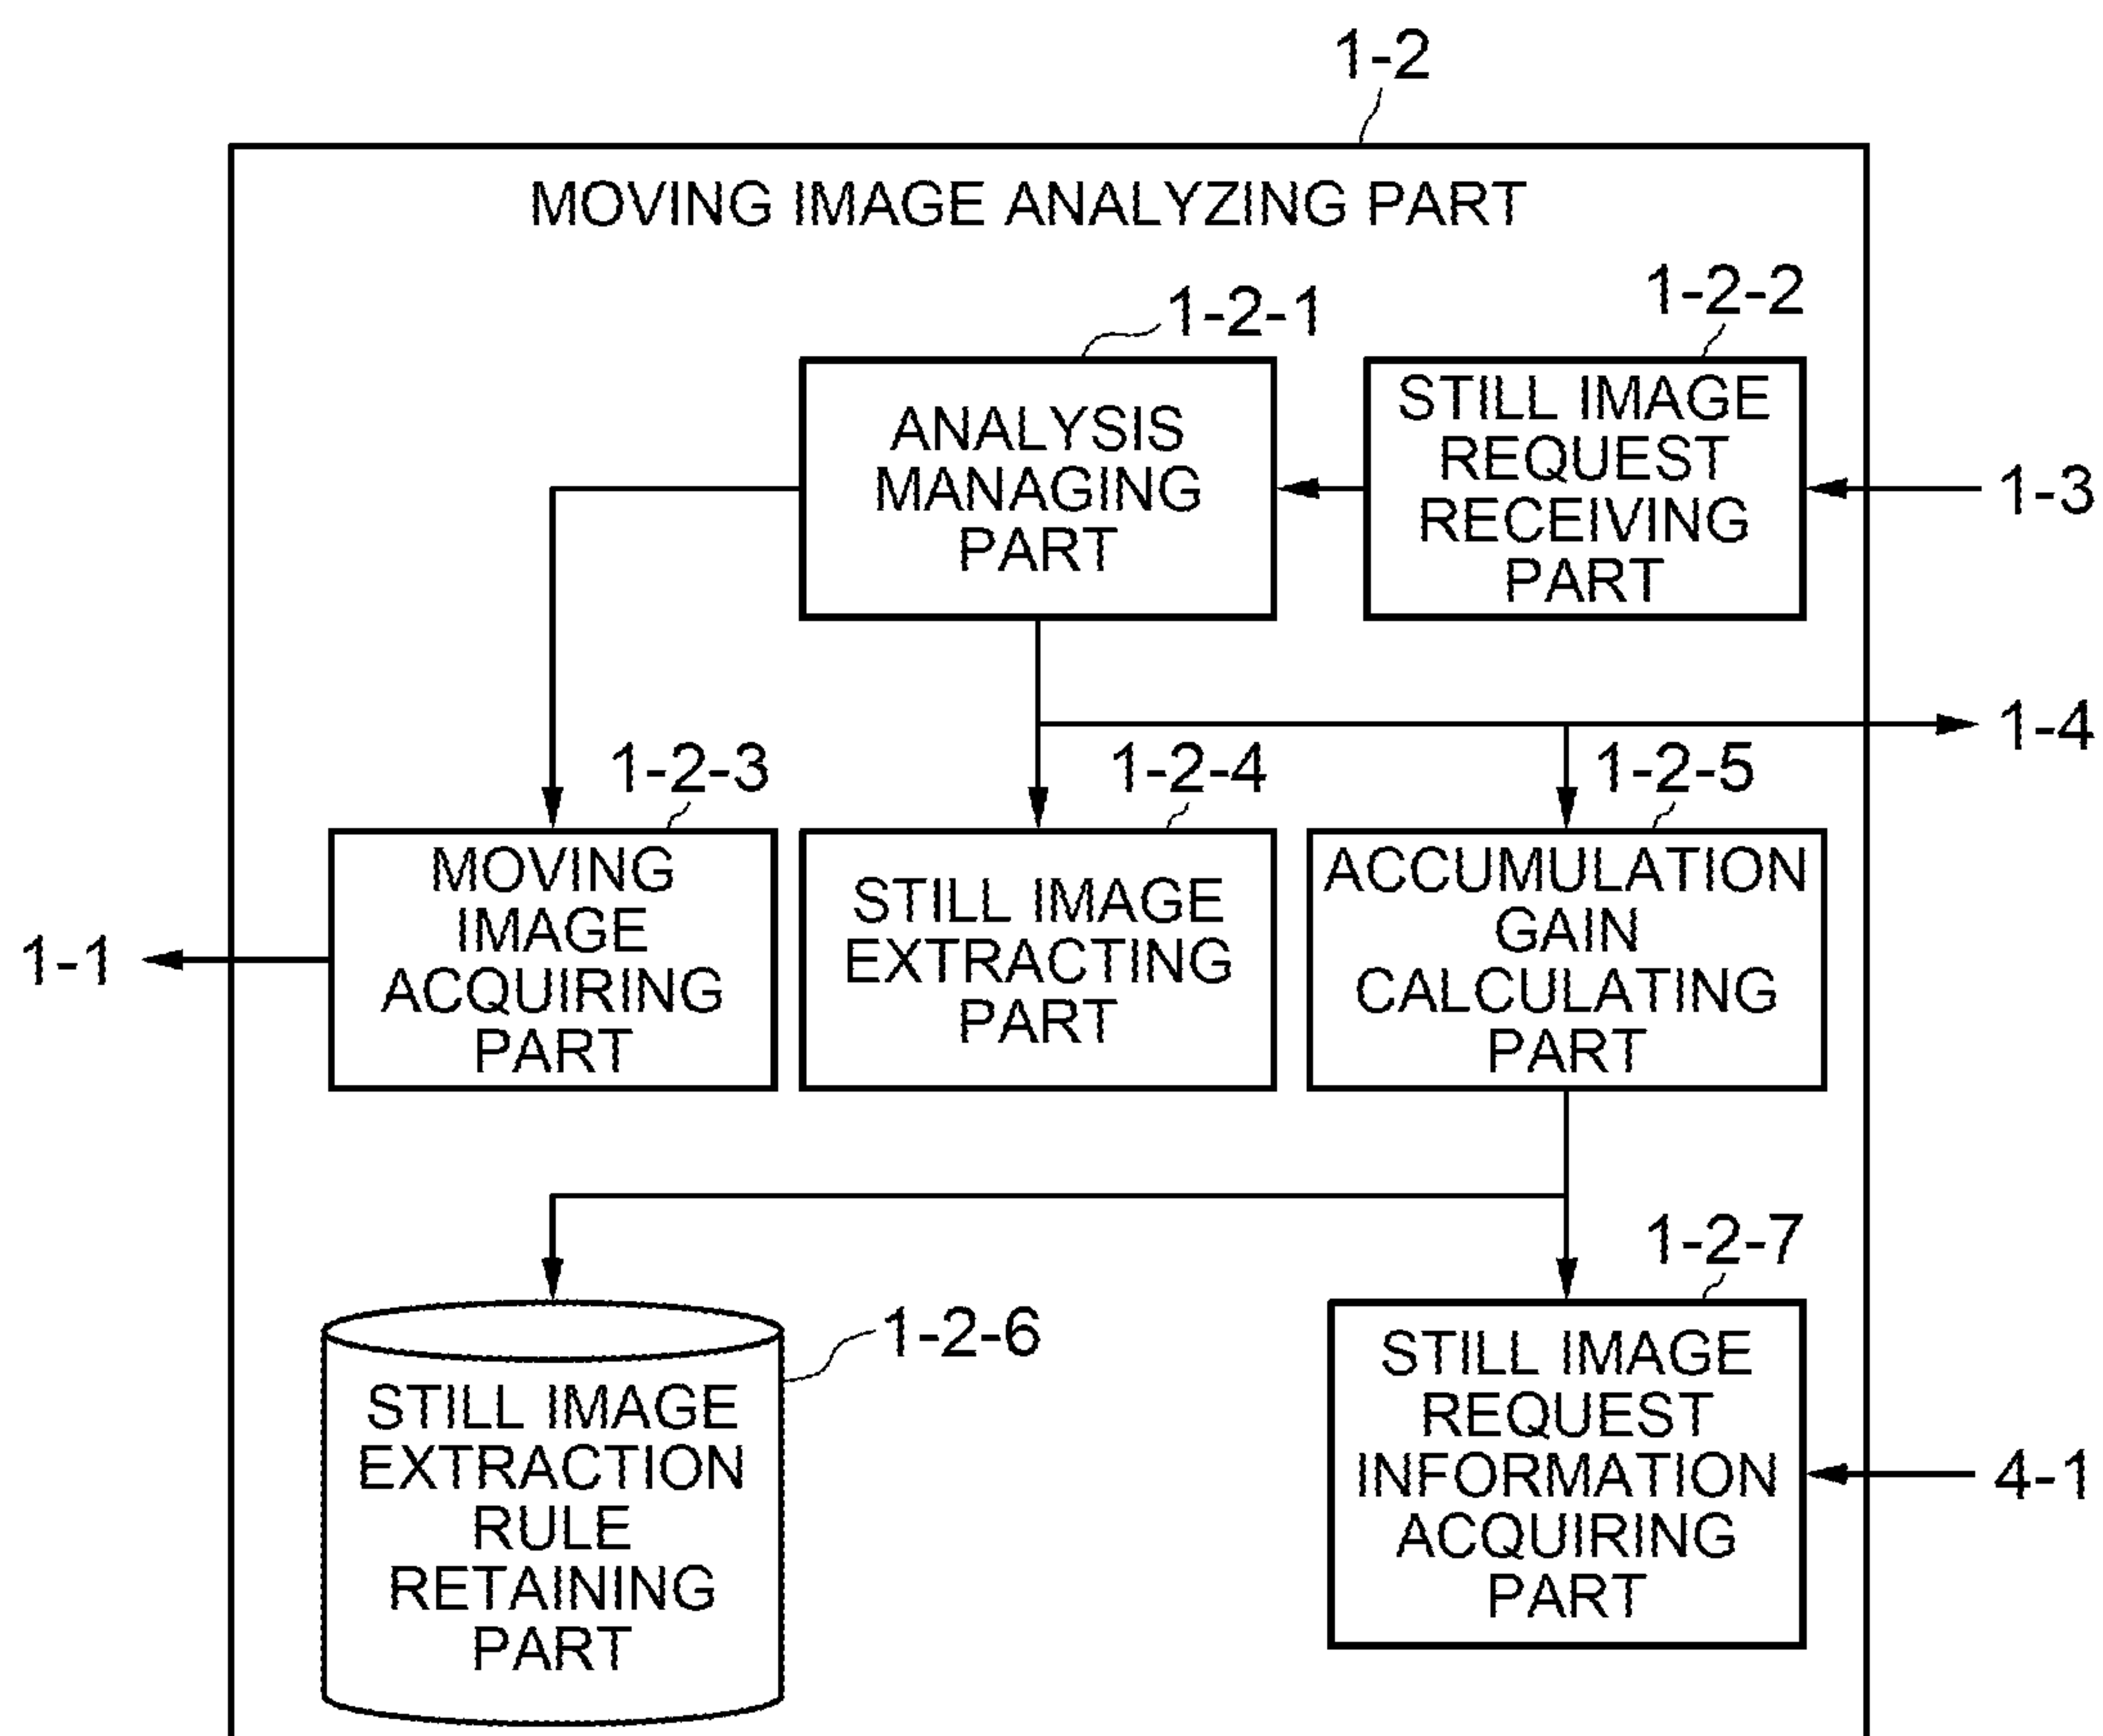 1-2
MOVING IMAGE ANALYZING PART
1-2-1
1-2-2
ANALYSIS
MANAGING
PART
STILL IMAGE
REQUEST
RECEIVING
PART
1-3
1-4
1-2-3
1-2-4
1-2-5
1-1
MOVING
IMAGE
ACQUIRING
PART
STILL IMAGE
EXTRACTING
PART
ACCUMULATION
GAIN
CALCULATING
PART
1-2-6
1-2-7
STILL IMAGE
EXTRACTION
RULE
RETAINING
PART
STILL IMAGE
REQUEST
INFORMATION
ACQUIRING
PART
4-1